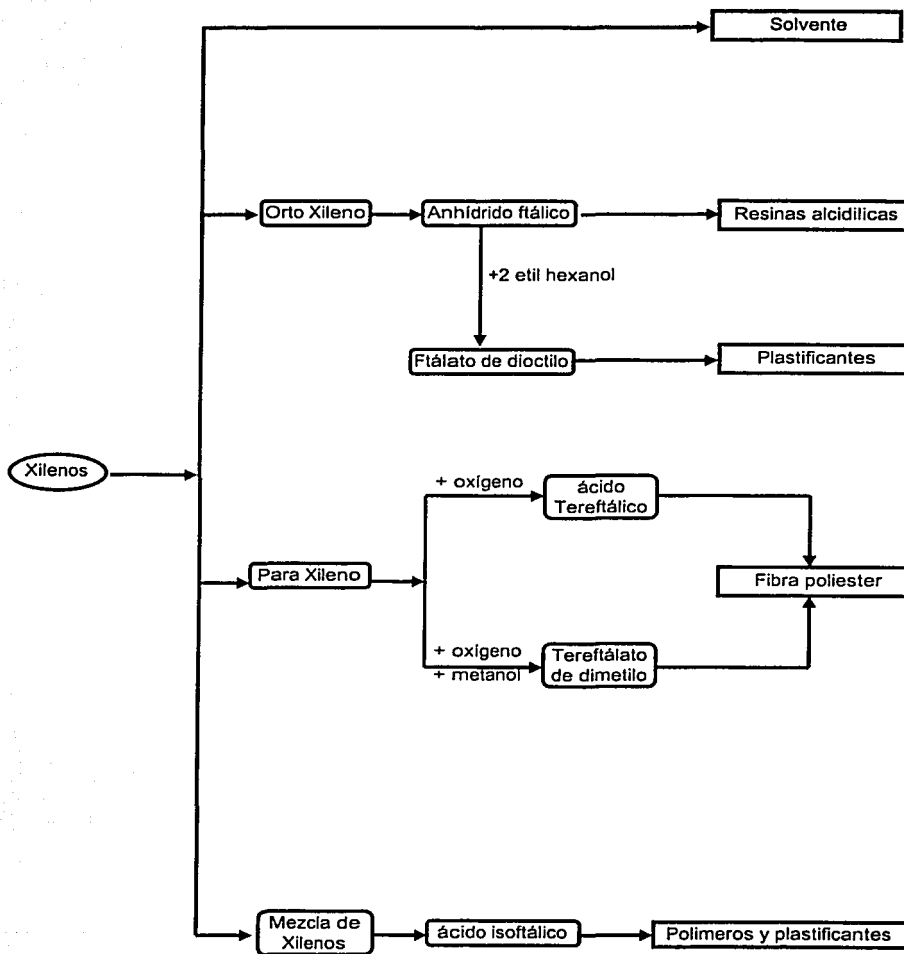 Solvente
Orto Xileno
Anhídrido ftálico
Resinas alcidilicas
+2 etil hexanol
Ftálato de dioctilo
Plastificantes
Xilenos
+ oxígeno
ácido
Tereftálico
Para Xileno
Fibra poliester
+ oxígeno
+ metanol
Tereftálato
de dimetilo
Mezcla de
Xilenos
ácido isoftálico
Polimeros y plastificantes